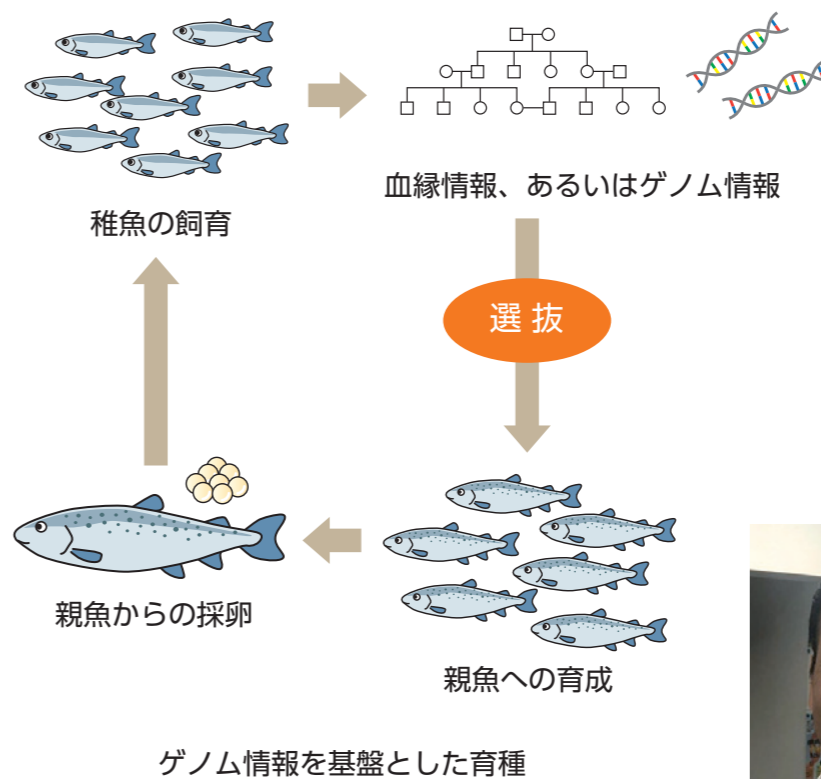 稚魚の飼育
血縁情報、あるいはゲノム情報
選抜
親魚からの採卵
親魚への育成
ゲノム情報を基盤とした育種